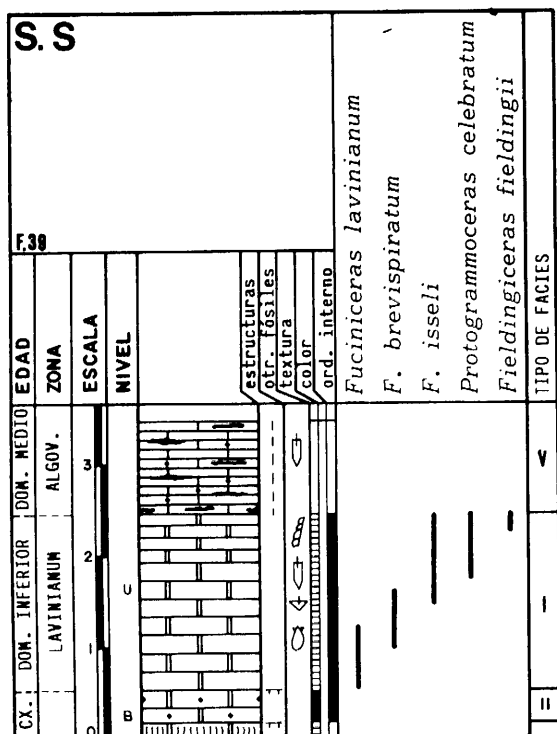 S. S
F,39
EDAD
ZONA
ESCALA
NIVEL
estructuras
otr. fósiles
textura
color
ord. interno
Fuciniceras lavinianum
F. brevispiratum
F. isseli
Protogrammoceras celebratum
Fieldingiceras fieldingii
TIPO DE FACIES
DOM. MEDIO
ALGOV.
3
V
DOM. INFERIOR
LAVINIANUM
2
U
1
I
CX.
B
II
0